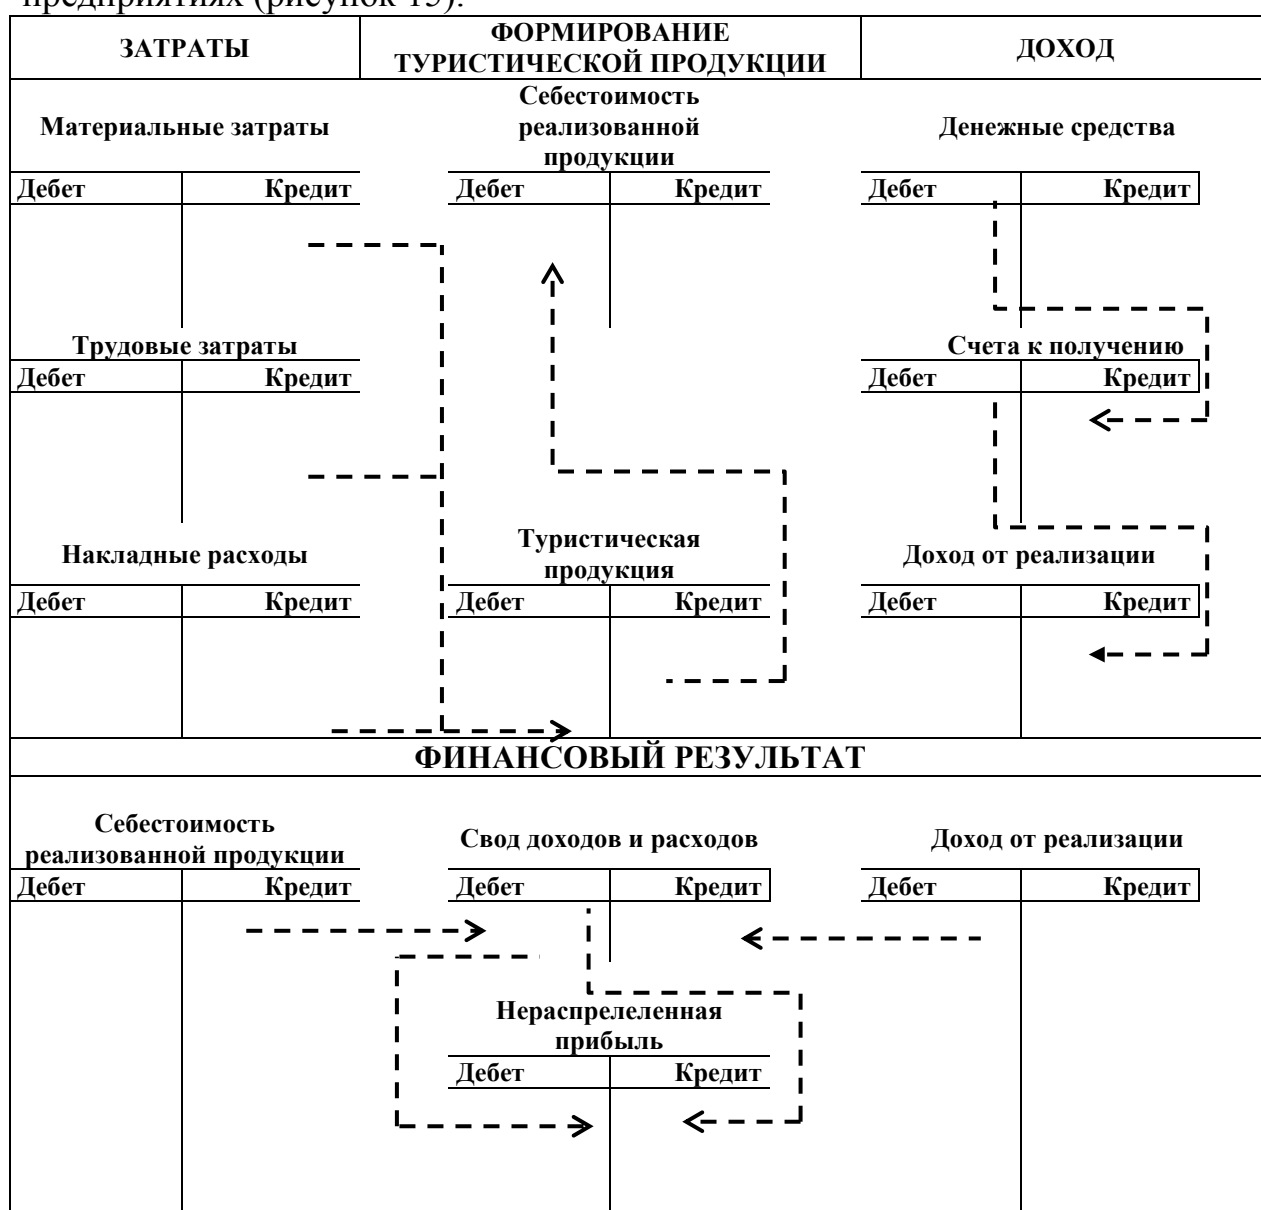 предприятиях (рисунок 15).
ЗАТРАТЫ
ФОРМИРОВАНИЕ
ТУРИСТИЧЕСКОЙ ПРОДУКЦИИ
ДОХОД
Материальные затраты
Себестоимость
реализованной
продукции
Денежные средства
Дебет Кредит Дебет Кредит Дебет Кредит
Трудовые затраты Счета к получению
Дебет Кредит Дебет Кредит
Накладные расходы
Туристическая
продукция
Доход от реализации
Дебет Кредит Дебет Кредит Дебет Кредит
ФИНАНСОВЫЙ РЕЗУЛЬТАТ
Себестоимость
реализованной продукции
Свод доходов и расходов
Доход от реализации
Дебет Кредит Дебет Кредит Дебет Кредит
Нераспрелеленная
прибыль
Дебет Кредит